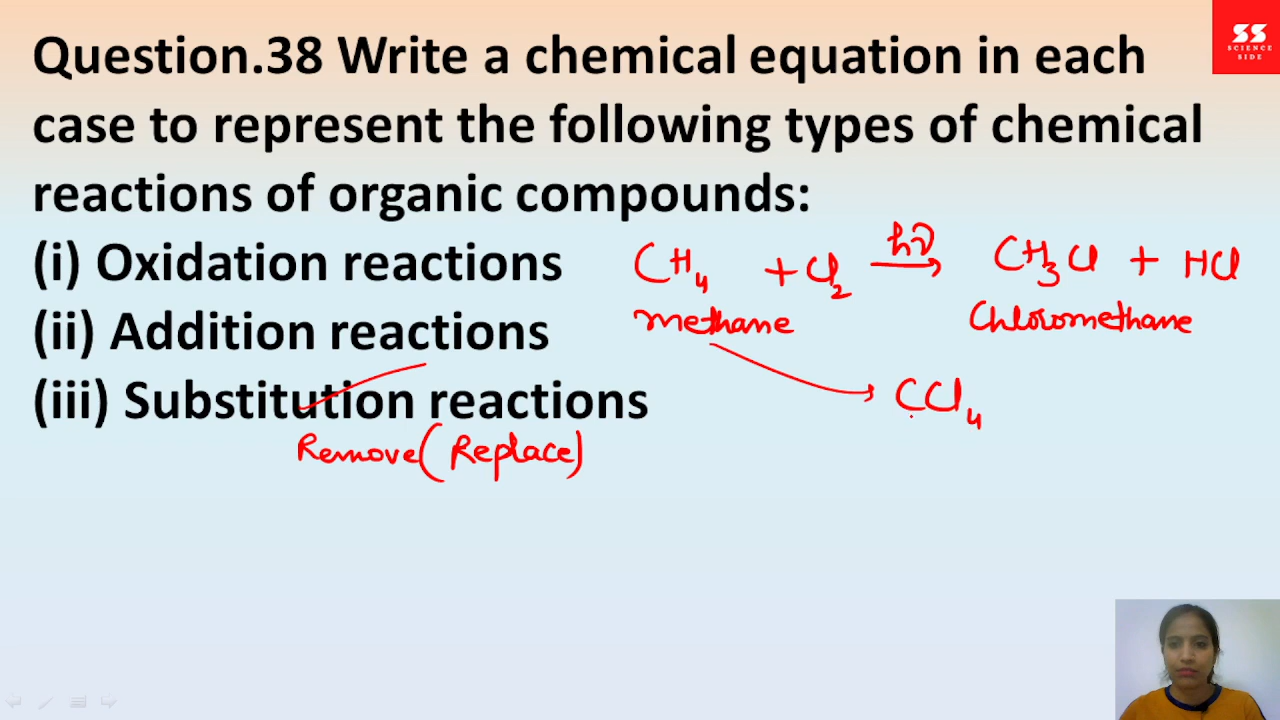 SS
SCIENCE
SIDE
Question.38 Write a chemical equation in each
case to represent the following types of chemical
reactions of organic compounds:
(i) Oxidation reactions
(ii) Addition reactions
(iii) Substitution reactions
Remove (Replace)
CH₄ + Cl₂ hν → CH₃Cl + HCl
methane Chloromethane
CCl₄